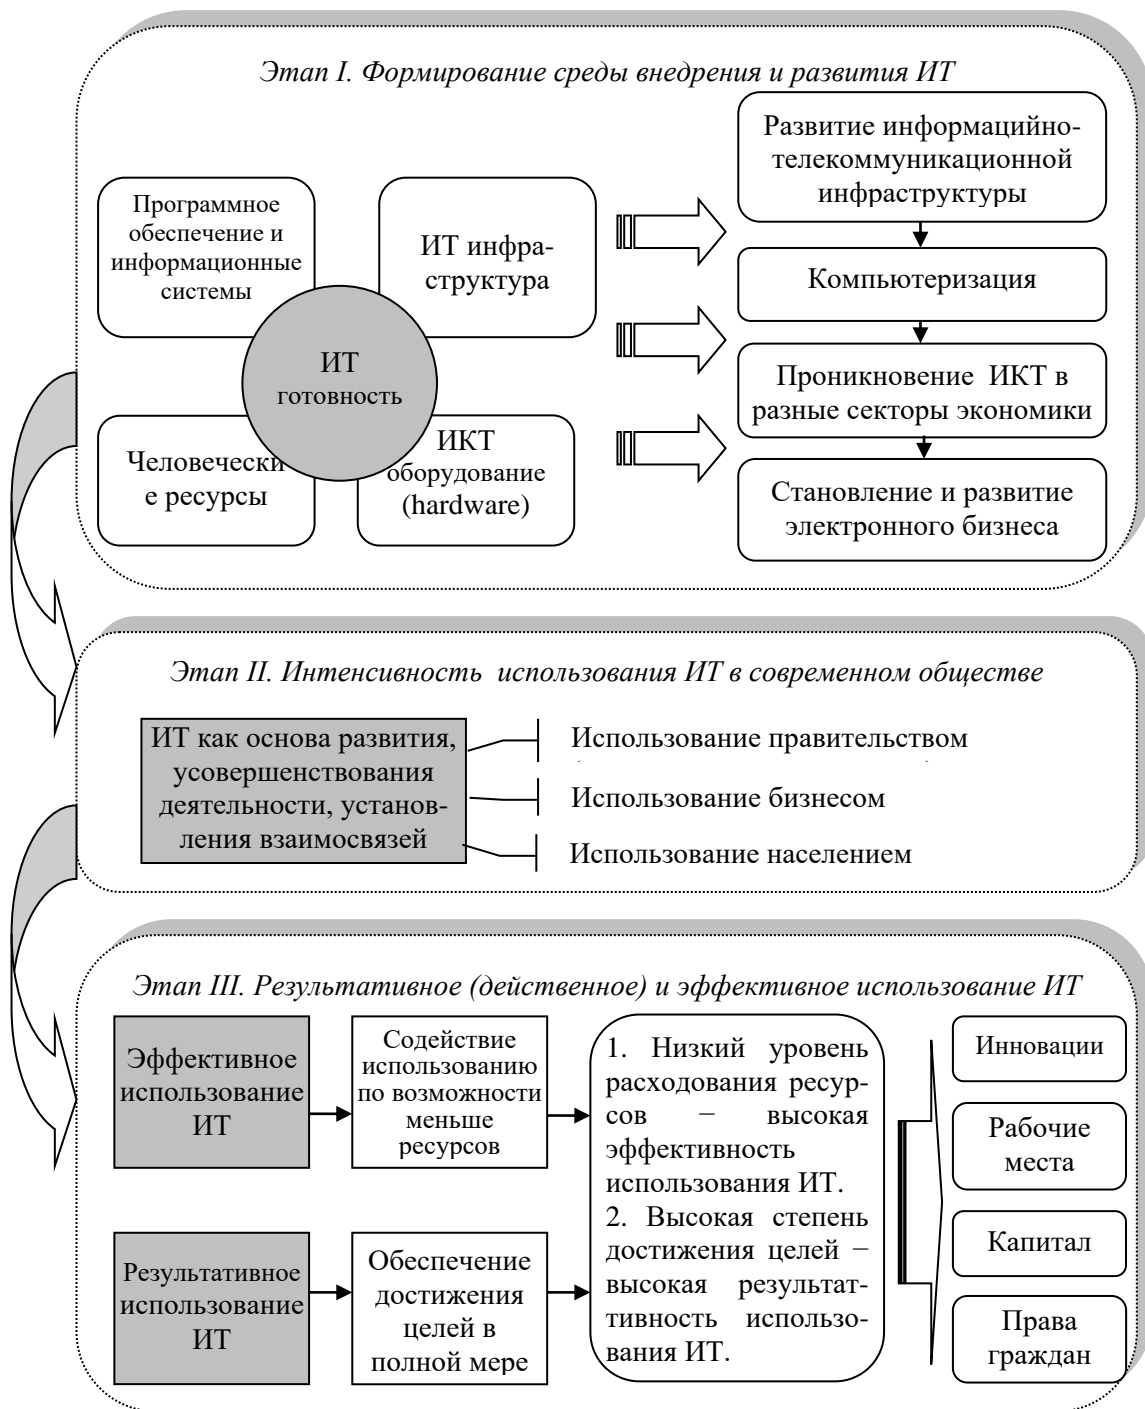 Этап I. Формирование среды внедрения и развития ИТ
Программное
обеспечение и
информационные
системы
ИТ инфра-
структура
ИТ
готовность
Человечески
е ресурсы
ИКТ
оборудование
(hardware)
Развитие информацийно-
телекоммуникационной
инфраструктуры
Компьютеризация
Проникновение ИКТ в
разные секторы экономики
Становление и развитие
электронного бизнеса
Этап II. Интенсивность использования ИТ в современном обществе
ИТ как основа развития,
усовершенствования
деятельности, установ-
ления взаимосвязей
Использование правительством
Использование бизнесом
Использование населением
Этап III. Результативное (действенное) и эффективное использование ИТ
Эффективное
использование
ИТ
Содействие
использованию
по возможности
меньше
ресурсов
Результативное
использование
ИТ
Обеспечение
достижения
целей в
полной мере
1. Низкий уровень
расходования ресур-
сов − высокая
эффективность
использования ИТ.
2. Высокая степень
достижения целей −
высокая результат-
тивность использо-
вания ИТ.
Инновации
Рабочие
места
Капитал
Права
граждан